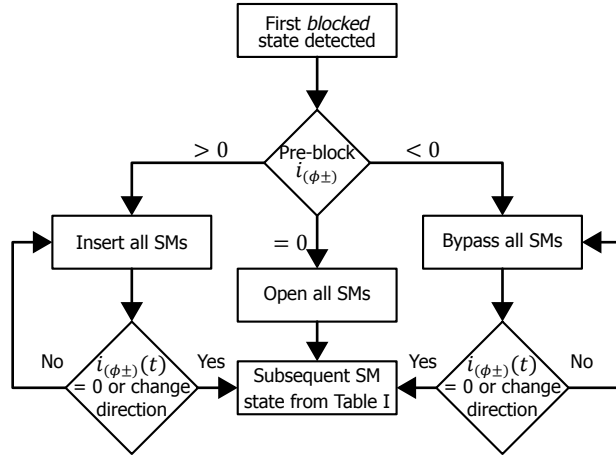 First blocked
state detected
Pre-block
i(ϕ±)
> 0
< 0
= 0
Insert all SMs
Bypass all SMs
Open all SMs
i(ϕ±)(t)
= 0 or change
direction
No
Yes
Subsequent SM
state from Table I
i(ϕ±)(t)
= 0 or change
direction
Yes
No